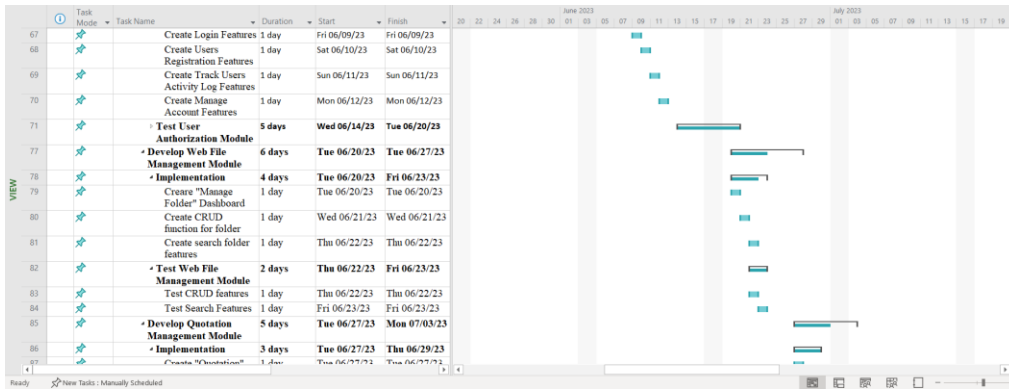 Task Mode Task Name Duration Start Finish
June 2023 July 2023
20 22 24 26 28 30 01 03 05 07 09 11 13 15 17 19 21 23 25 27 29 01 03 05 07 09 11 13 15 17 19
67 Create Login Features 1 day Fri 06/09/23 Fri 06/09/23
68 Create Users 1 day Sat 06/10/23 Sat 06/10/23
Registration Features
69 Create Track Users 1 day Sun 06/11/23 Sun 06/11/23
Activity Log Features
70 Create Manage 1 day Mon 06/12/23 Mon 06/12/23
Account Features
71 Test User 5 days Wed 06/14/23 Tue 06/20/23
Authorization Module
77 Develop Web File 6 days Tue 06/20/23 Tue 06/27/23
Management Module
78 Implementation 4 days Tue 06/20/23 Fri 06/23/23
79 Creare "Manage 1 day Tue 06/20/23 Tue 06/20/23
Folder" Dashboard
80 Create CRUD 1 day Wed 06/21/23 Wed 06/21/23
function for folder
81 Create search folder 1 day Thu 06/22/23 Thu 06/22/23
features
82 Test Web File 2 days Thu 06/22/23 Fri 06/23/23
Management Module
83 Test CRUD features 1 day Thu 06/22/23 Thu 06/22/23
84 Test Search Features 1 day Fri 06/23/23 Fri 06/23/23
85 Develop Quotation 5 days Tue 06/27/23 Mon 07/03/23
Management Module
86 Implementation 3 days Tue 06/27/23 Thu 06/29/23
87 Create "Quotation" 1 day Tue 06/27/23 Tue 06/27/23
VIEW
Ready New Tasks : Manually Scheduled